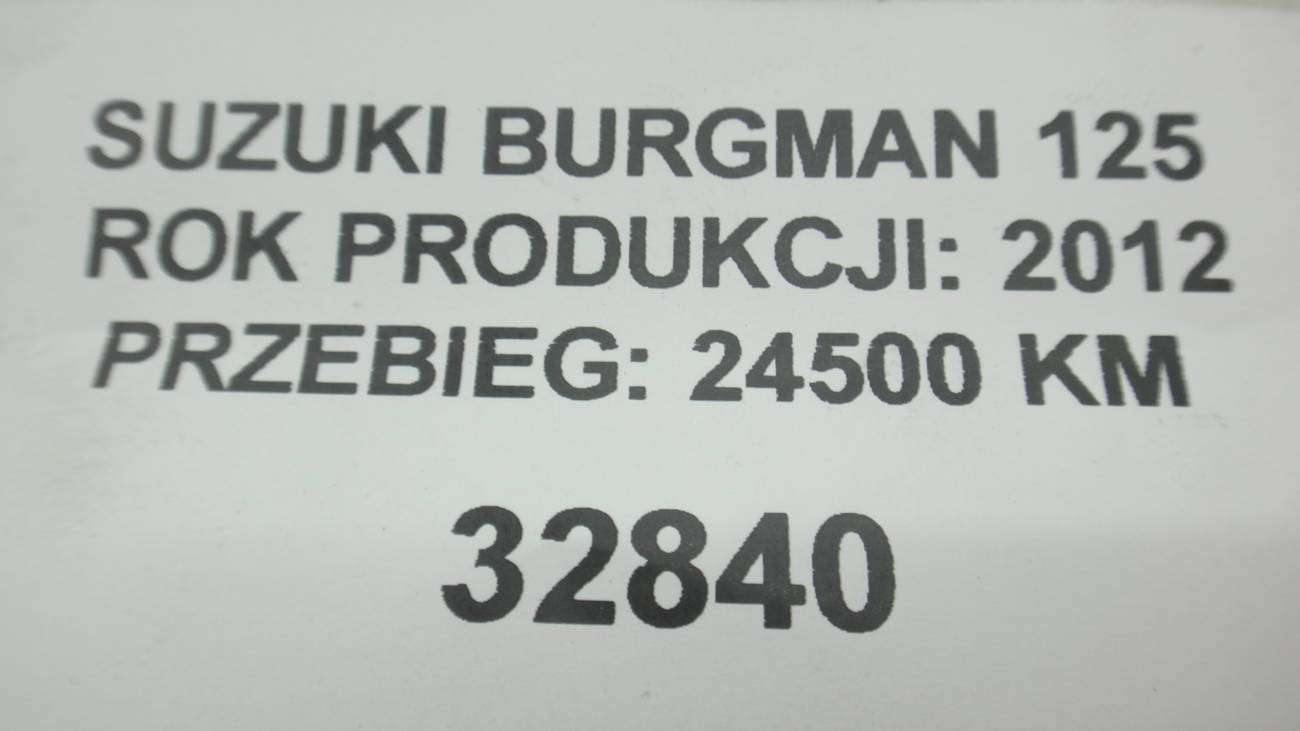 SUZUKI BURGMAN 125
ROK PRODUKCJI: 2012
PRZEBIEG: 24500 KM
32840